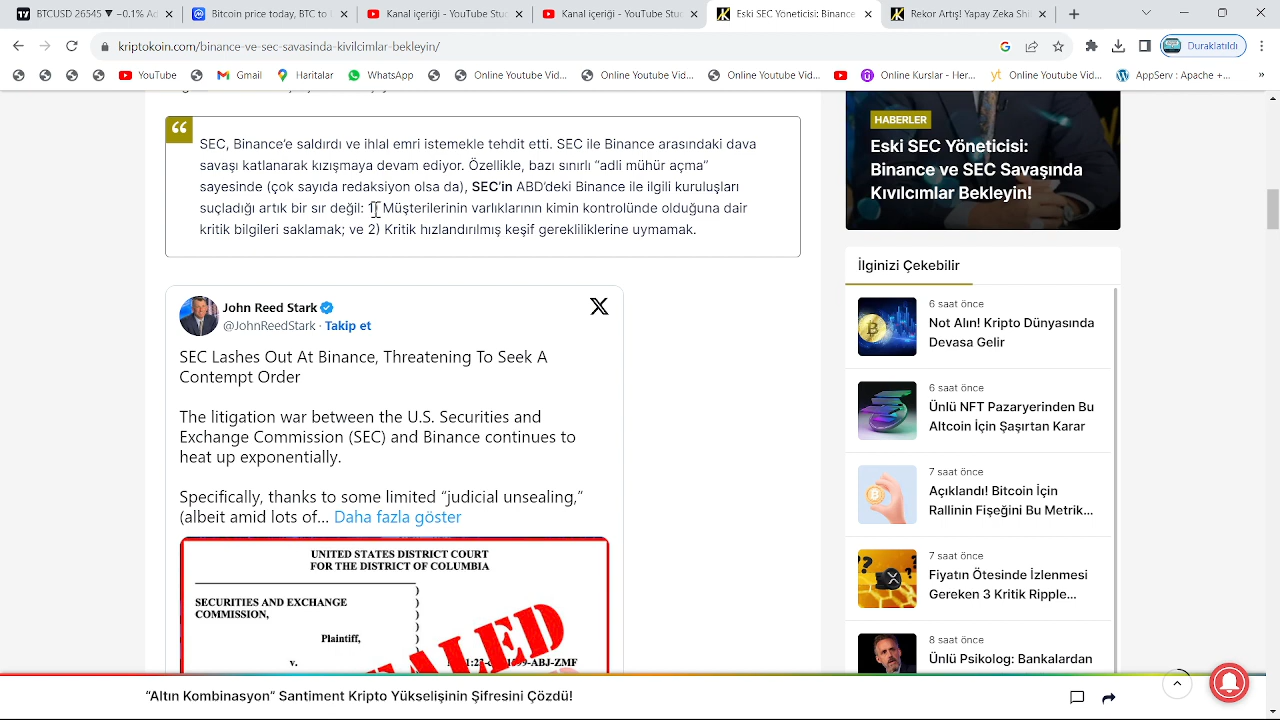 BTCUSD 26545 ▼ −0.1% Ad
Bitcoin price today, BTC to U
Kanal içeriği - BTCTURK Stud
Kanal içeriği - YouTube Stud
Eski SEC Yöneticisi: Binance
Rekor Artış! Yapay Zeka Shi
kriptokoin.com/binance-ve-sec-savasinda-kivilcimlar-bekleyin/
Duraklatıldı
YouTube
Gmail
Haritalar
WhatsApp
Online Youtube Vid...
Online Youtube Vid...
Online Youtube Vid...
Online Kurslar - Her...
Online Youtube Vid...
AppServ : Apache +...
»
SEC, Binance’e saldırdı ve ihlal emri istemekle tehdit etti. SEC ile Binance arasındaki dava
savaşı katlanarak kızışmaya devam ediyor. Özellikle, bazı sınırlı “adli mühür açma”
sayesinde (çok sayıda redaksiyon olsa da), SEC’in ABD’deki Binance ile ilgili kuruluşları
suçladığı artık bir sır değil: 1) Müşterilerinin varlıklarının kimin kontrolünde olduğuna dair
kritik bilgileri saklamak; ve 2) Kritik hızlandırılmış keşif gerekliliklerine uymamak.
John Reed Stark
@JohnReedStark · Takip et
SEC Lashes Out At Binance, Threatening To Seek A
Contempt Order
The litigation war between the U.S. Securities and
Exchange Commission (SEC) and Binance continues to
heat up exponentially.
Specifically, thanks to some limited “judicial unsealing,”
(albeit amid lots of... Daha fazla göster
UNITED STATES DISTRICT COURT
FOR THE DISTRICT OF COLUMBIA
SECURITIES AND EXCHANGE
COMMISSION,
Plaintiff,
v.
HABERLER
Eski SEC Yöneticisi:
Binance ve SEC Savaşında
Kıvılcımlar Bekleyin!
İlginizi Çekebilir
6 saat önce
Not Alın! Kripto Dünyasında
Devasa Gelir
6 saat önce
Ünlü NFT Pazaryerinden Bu
Altcoin İçin Şaşırtan Karar
7 saat önce
Açıklandı! Bitcoin İçin
Rallinin Fişeğini Bu Metrik...
7 saat önce
Fiyatın Ötesinde İzlenmesi
Gereken 3 Kritik Ripple...
8 saat önce
Ünlü Psikolog: Bankalardan
“Altın Kombinasyon” Santiment Kripto Yükselişinin Şifresini Çözdü!